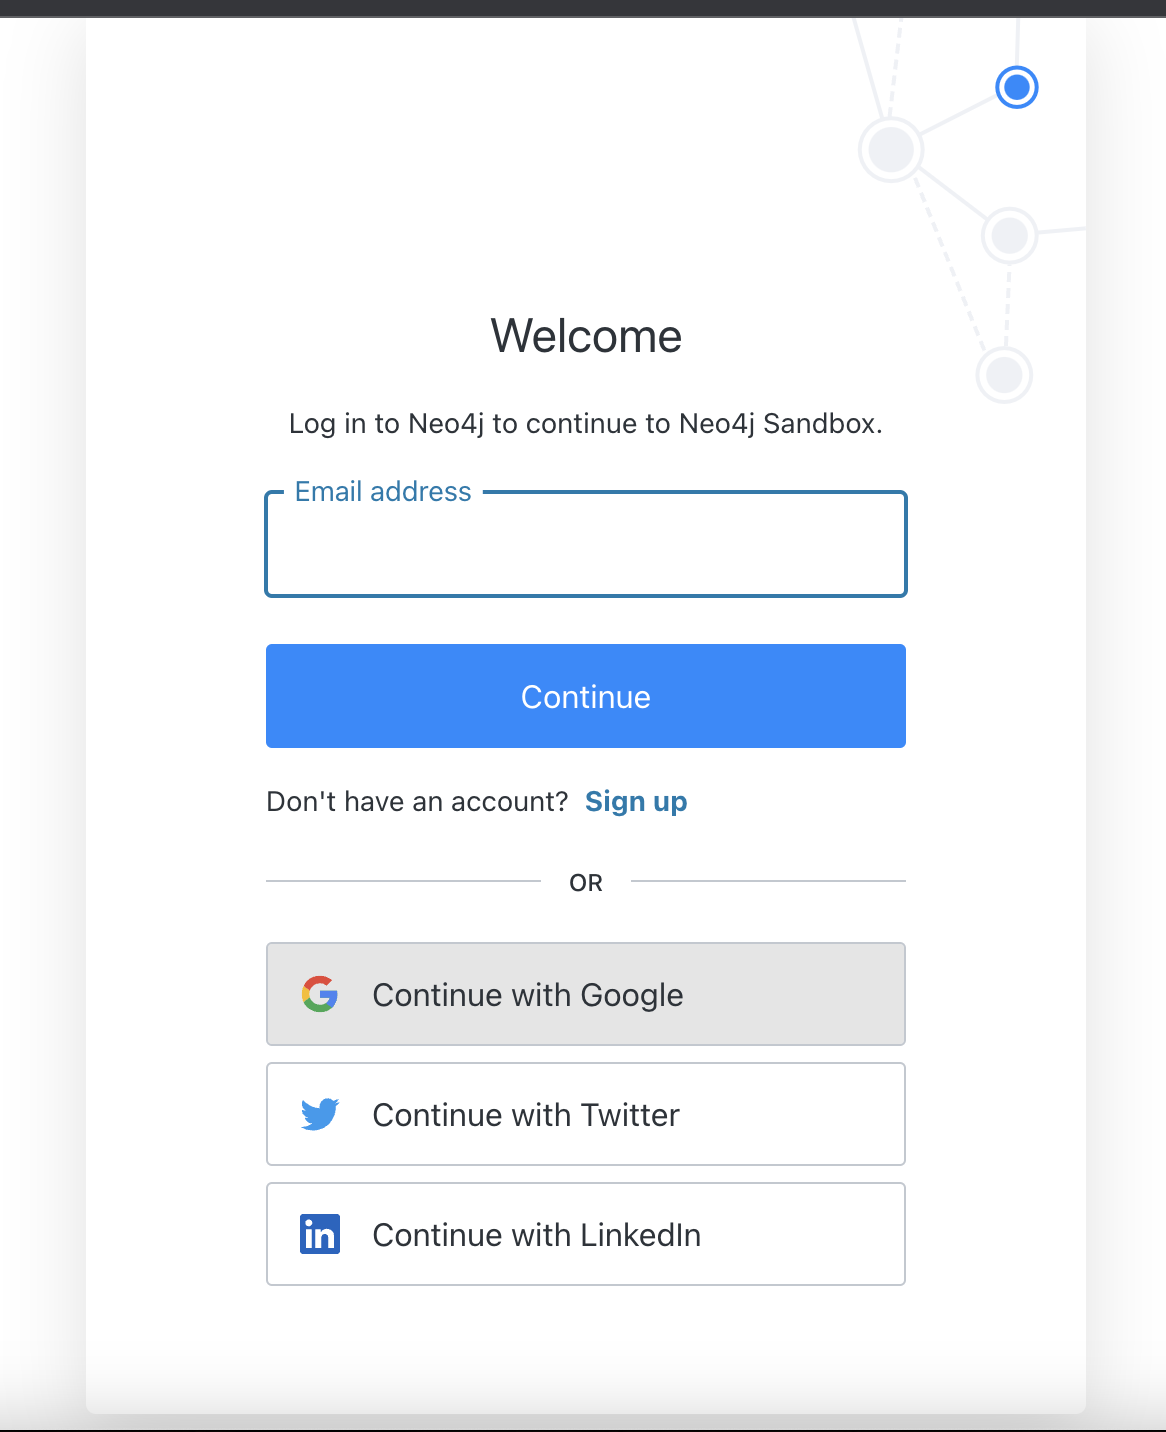 Welcome
Log in to Neo4j to continue to Neo4j Sandbox.
Email address
Continue
Don't have an account? Sign up
OR
Continue with Google
Continue with Twitter
in
Continue with LinkedIn